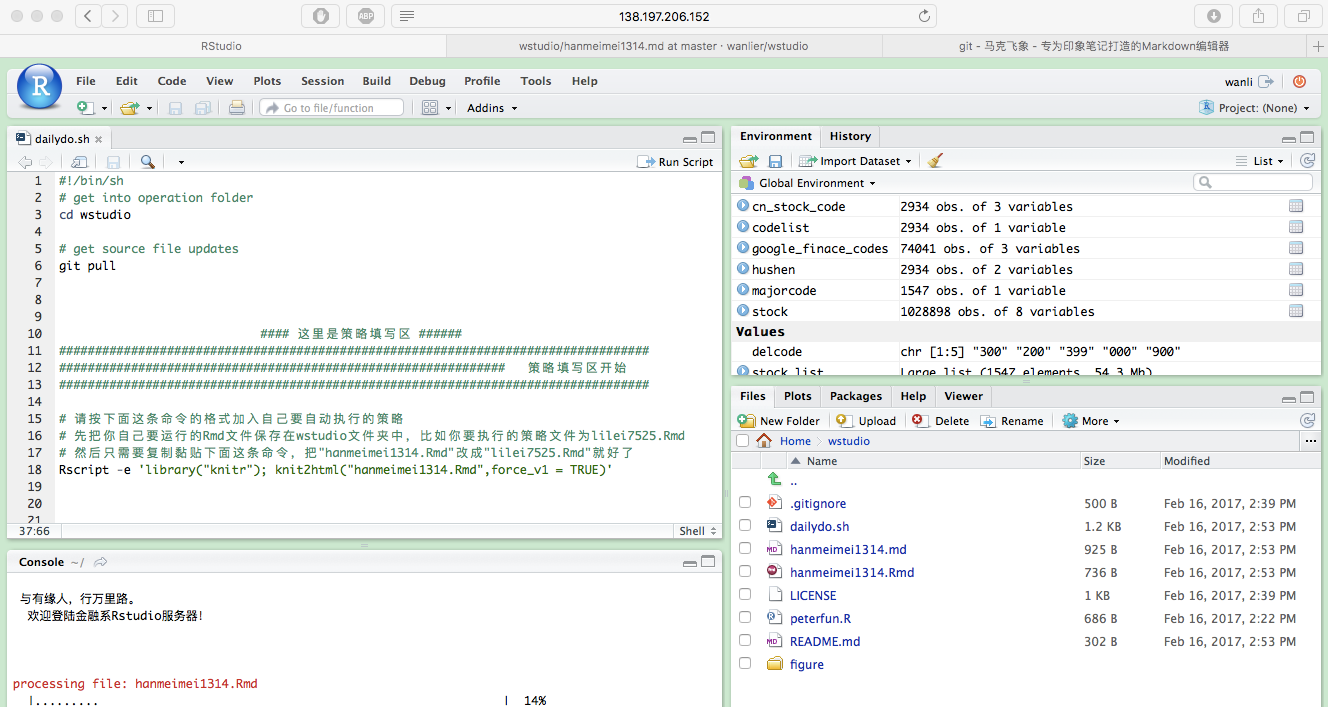 138.197.206.152
RStudio
wstudio/hanmeimei1314.md at master · wanlier/wstudio
git - 马克飞象 - 专为印象笔记打造的Markdown编辑器
ABP
R
File Edit Code View Plots Session Build Debug Profile Tools Help
wanli
Go to file/function
Addins
Project: (None)
dailydo.sh
Run Script
1 #!/bin/sh
2 # get into operation folder
3 cd wstudio
4
5 # get source file updates
6 git pull
7
8
9
10 #### 这里是策略填写区 ######
11 ##################################################################################
12 ############################################################## 策略填写区开始
13 ##################################################################################
14
15 # 请按下面这条命令的格式加入自己要自动执行的策略
16 # 先把你自己要运行的Rmd文件保存在wstudio文件夹中，比如你要执行的策略文件为lilei7525.Rmd
17 # 然后只需要复制黏贴下面这条命令，把"hanmeimei1314.Rmd"改成"lilei7525.Rmd"就好了
18 Rscript -e 'library("knitr"); knit2html("hanmeimei1314.Rmd",force_v1 = TRUE)'
19
20
21
37:66
Shell
Console ~/
与有缘人，行万里路。
欢迎登陆金融系Rstudio服务器！
processing file: hanmeimei1314.Rmd
|......... | 14%
Environment History
Import Dataset
List
Global Environment
cn_stock_code 2934 obs. of 3 variables
codelist 2934 obs. of 1 variable
google_finace_codes 74041 obs. of 3 variables
hushen 2934 obs. of 2 variables
majorcode 1547 obs. of 1 variable
stock 1028898 obs. of 8 variables
Values
delcode chr [1:5] "300" "200" "399" "000" "900"
stock_list Large list (1547 elements, 54.3 Mb)
Files Plots Packages Help Viewer
New Folder Upload Delete Rename More
Home wstudio ...
Name Size Modified
..
.gitignore 500 B Feb 16, 2017, 2:39 PM
dailydo.sh 1.2 KB Feb 16, 2017, 2:53 PM
hanmeimei1314.md 925 B Feb 16, 2017, 2:53 PM
hanmeimei1314.Rmd 736 B Feb 16, 2017, 2:53 PM
LICENSE 1 KB Feb 16, 2017, 2:39 PM
peterfun.R 686 B Feb 16, 2017, 2:22 PM
README.md 302 B Feb 16, 2017, 2:53 PM
figure